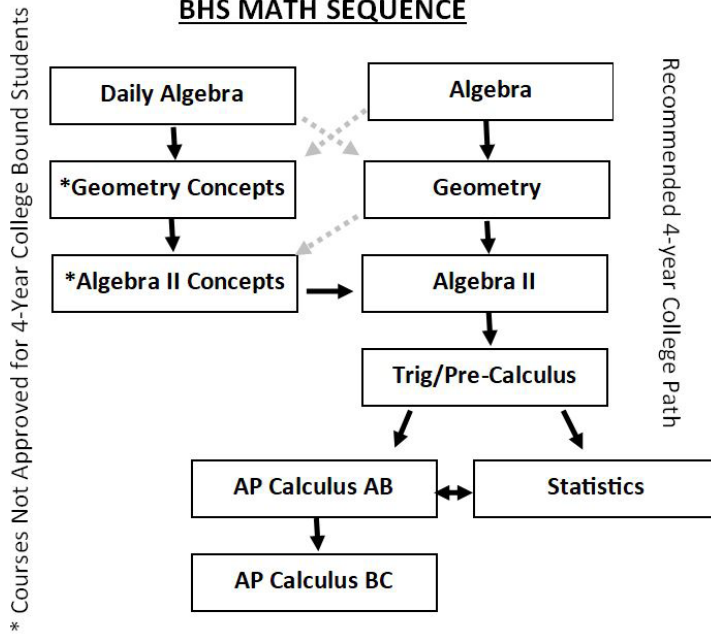 BHS MATH SEQUENCE
Daily Algebra
Algebra
*Geometry Concepts
Geometry
*Algebra II Concepts
Algebra II
Trig/Pre-Calculus
AP Calculus AB
Statistics
AP Calculus BC
* Courses Not Approved for 4-Year College Bound Students
Recommended 4-year College Path